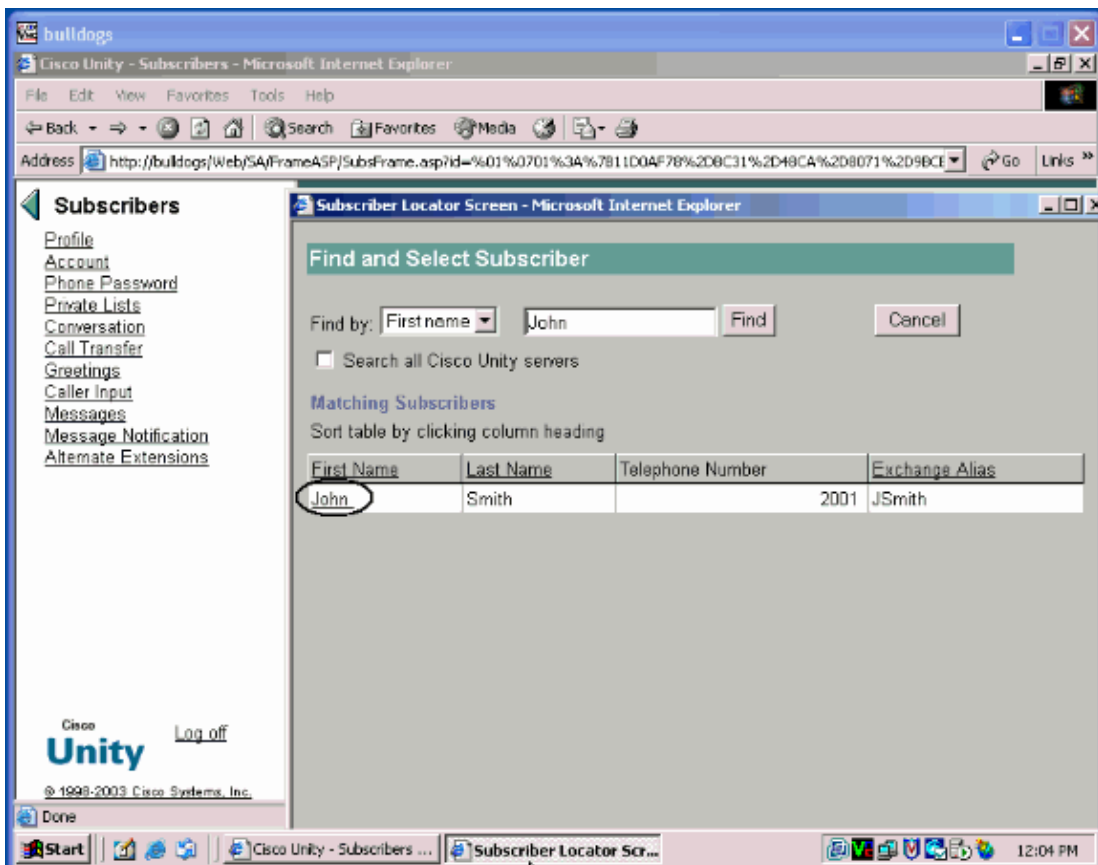 bulldogs
Cisco Unity - Subscribers - Microsoft Internet Explorer
File Edit View Favorites Tools Help
Back Search Favorites Media
Address http://bulldogs/Web/SA/FrameASP/SubsFrame.asp?id=%01%0701%3A%7B11D0AF78%2DBC31%2D48CA%2D8071%2D9BCE Go Links »
Subscribers
Profile
Account
Phone Password
Private Lists
Conversation
Call Transfer
Greetings
Caller Input
Messages
Message Notification
Alternate Extensions
Cisco
Unity
Log off
© 1998-2003 Cisco Systems, Inc.
Subscriber Locator Screen - Microsoft Internet Explorer
Find and Select Subscriber
Find by: First name John Find Cancel
Search all Cisco Unity servers
Matching Subscribers
Sort table by clicking column heading
First Name Last Name Telephone Number Exchange Alias
John Smith 2001 JSmith
Done
Start Cisco Unity - Subscribers ... Subscriber Locator Scr... 12:04 PM